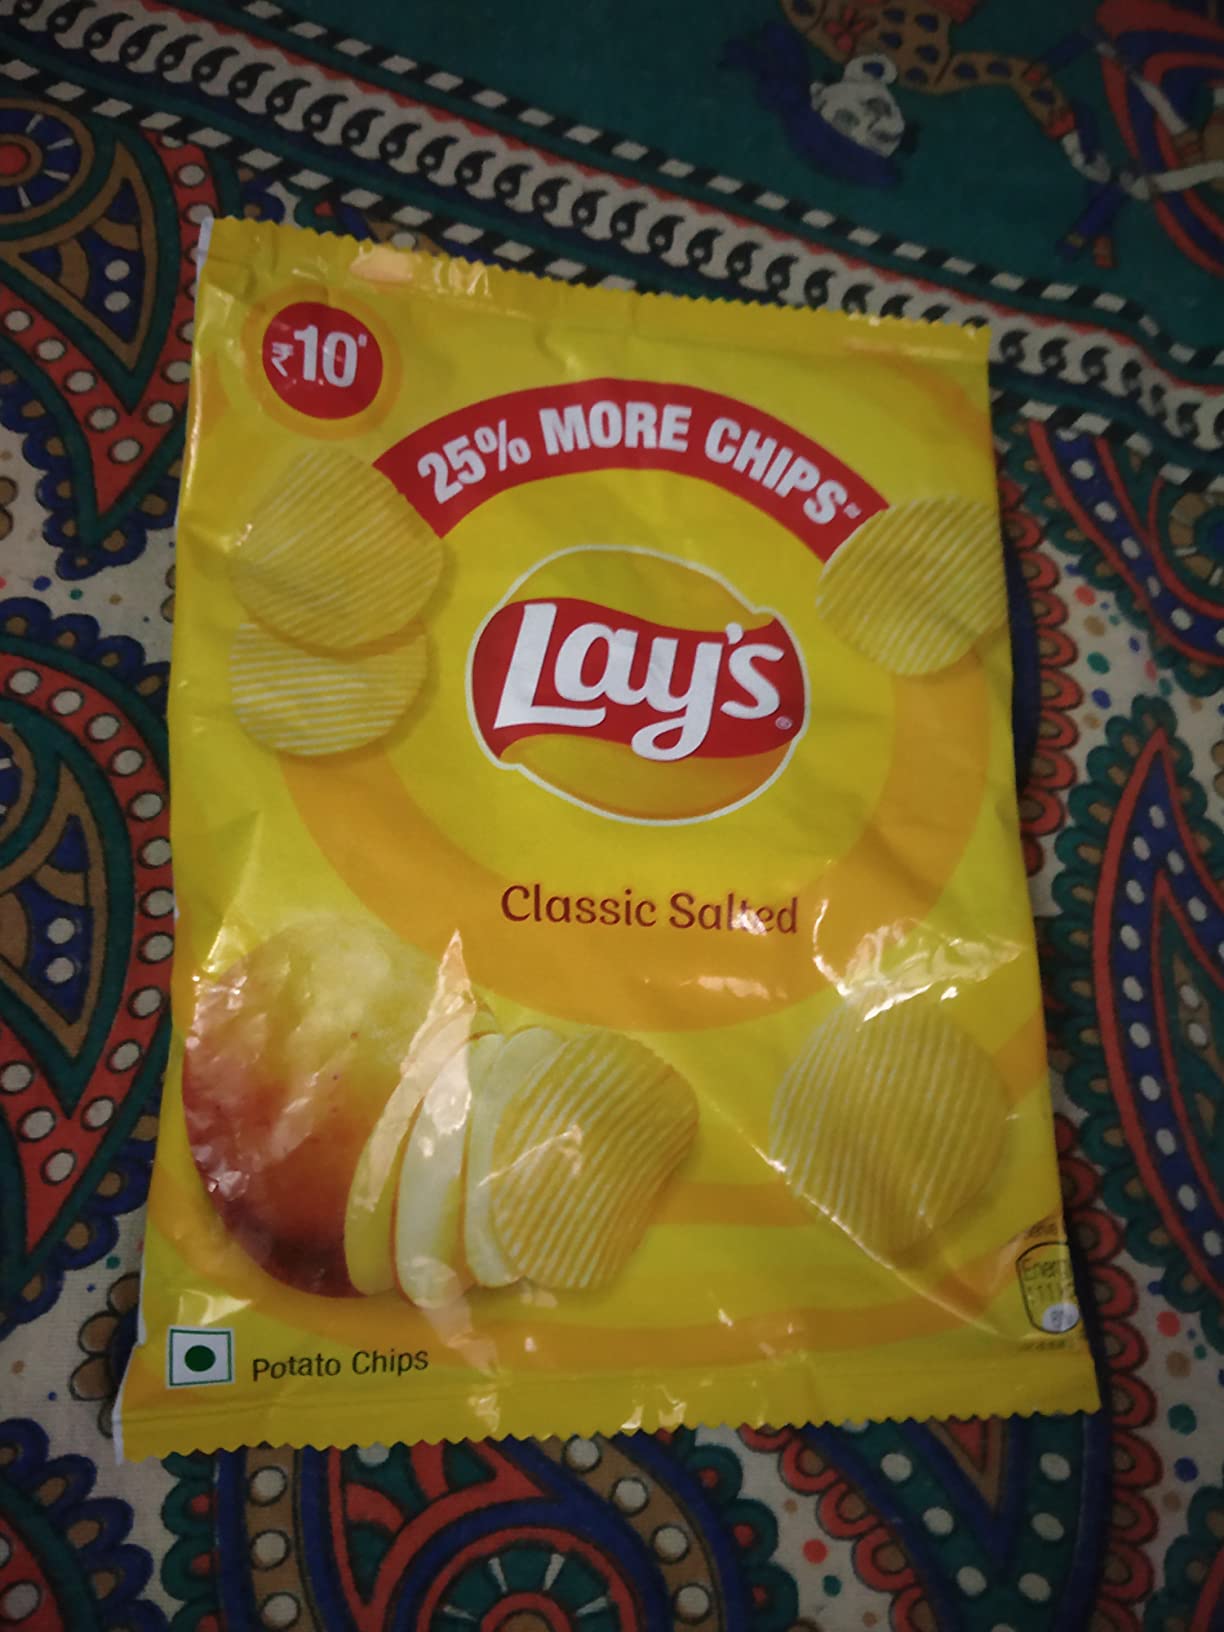 ₹10*
25% MORE CHIPS*
Lay's
Classic Salted
Potato Chips